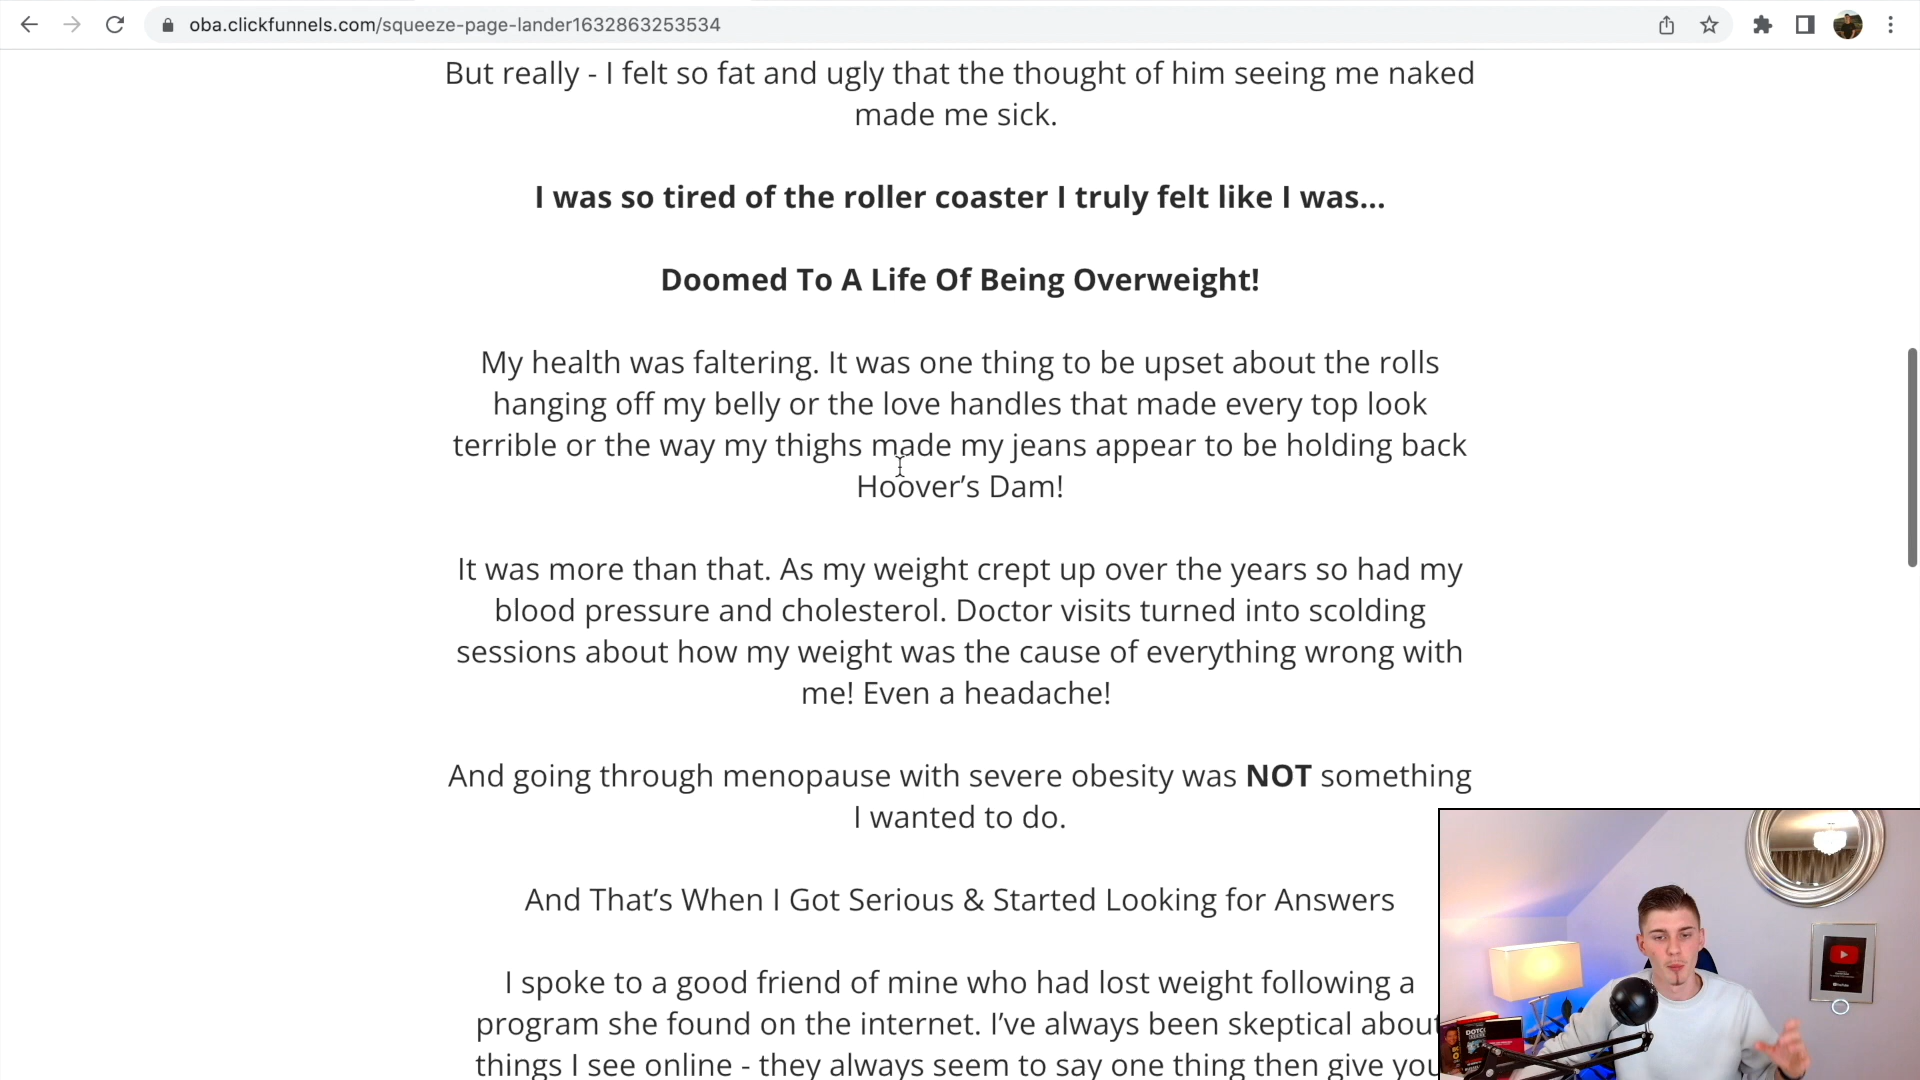 oba.clickfunnels.com/squeeze-page-lander1632863253534
But really - I felt so fat and ugly that the thought of him seeing me naked
made me sick.
I was so tired of the roller coaster I truly felt like I was...
Doomed To A Life Of Being Overweight!
My health was faltering. It was one thing to be upset about the rolls
hanging off my belly or the love handles that made every top look
terrible or the way my thighs made my jeans appear to be holding back
Hoover’s Dam!
It was more than that. As my weight crept up over the years so had my
blood pressure and cholesterol. Doctor visits turned into scolding
sessions about how my weight was the cause of everything wrong with
me! Even a headache!
And going through menopause with severe obesity was NOT something
I wanted to do.
And That’s When I Got Serious & Started Looking for Answers
I spoke to a good friend of mine who had lost weight following a
program she found on the internet. I’ve always been skeptical about
things I see online - they always seem to say one thing then give you